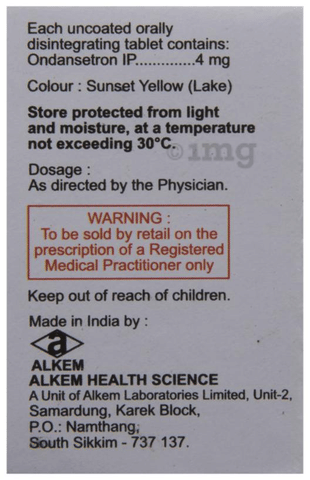 Each uncoated orally
disintegrating tablet contains:
Ondansetron IP..............4 mg
Colour : Sunset Yellow (Lake)
Store protected from light
and moisture, at a temperature
not exceeding 30°C.
1mg
Dosage :
As directed by the Physician.
WARNING :
To be sold by retail on the
prescription of a Registered
Medical Practitioner only
Keep out of reach of children.
Made in India by :
a
ALKEM
ALKEM HEALTH SCIENCE
A Unit of Alkem Laboratories Limited, Unit-2,
Samardung, Karek Block,
P.O.: Namthang,
South Sikkim - 737 137.